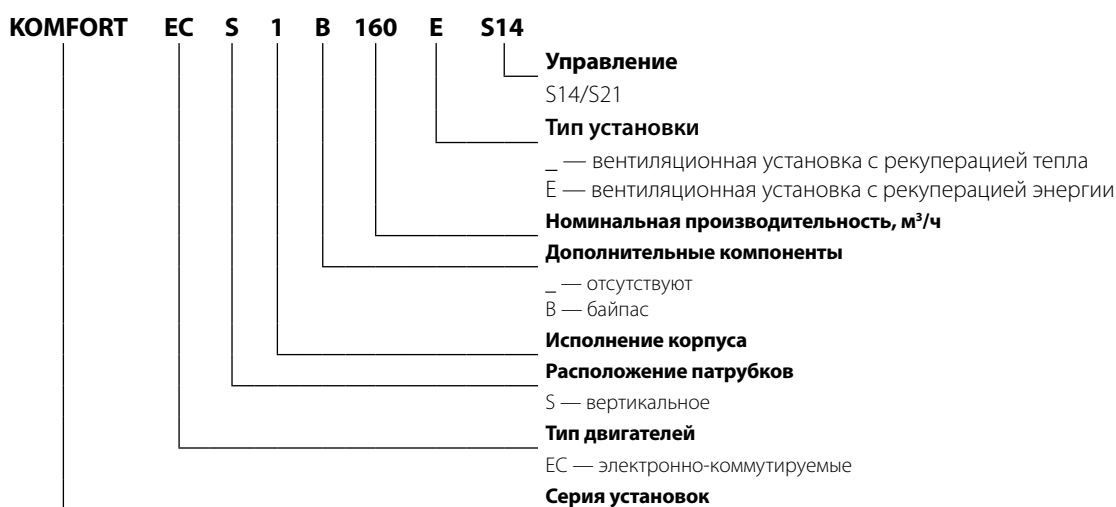 KOMFORT EC S 1 B 160 E S14
Управление
S14/S21
Тип установки
_ — вентиляционная установка с рекуперацией тепла
E — вентиляционная установка с рекуперацией энергии
Номинальная производительность, м³/ч
Дополнительные компоненты
_ — отсутствуют
B — байпас
Исполнение корпуса
Расположение патрубков
S — вертикальное
Тип двигателей
EC — электронно-коммутируемые
Серия установок